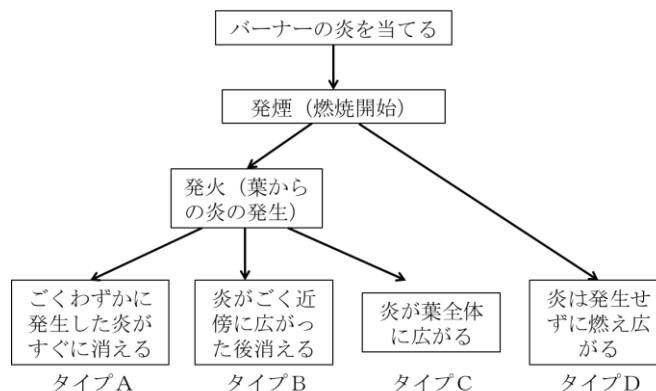 バーナーの炎を当てる
発煙（燃焼開始）
発火（葉から
の炎の発生）
ごくわずかに
発生した炎が
すぐに消える
炎がごく近
傍に広がっ
た後消える
炎が葉全体
に広がる
炎は発生せ
ずに燃え広
がる
タイプA
タイプB
タイプC
タイプD